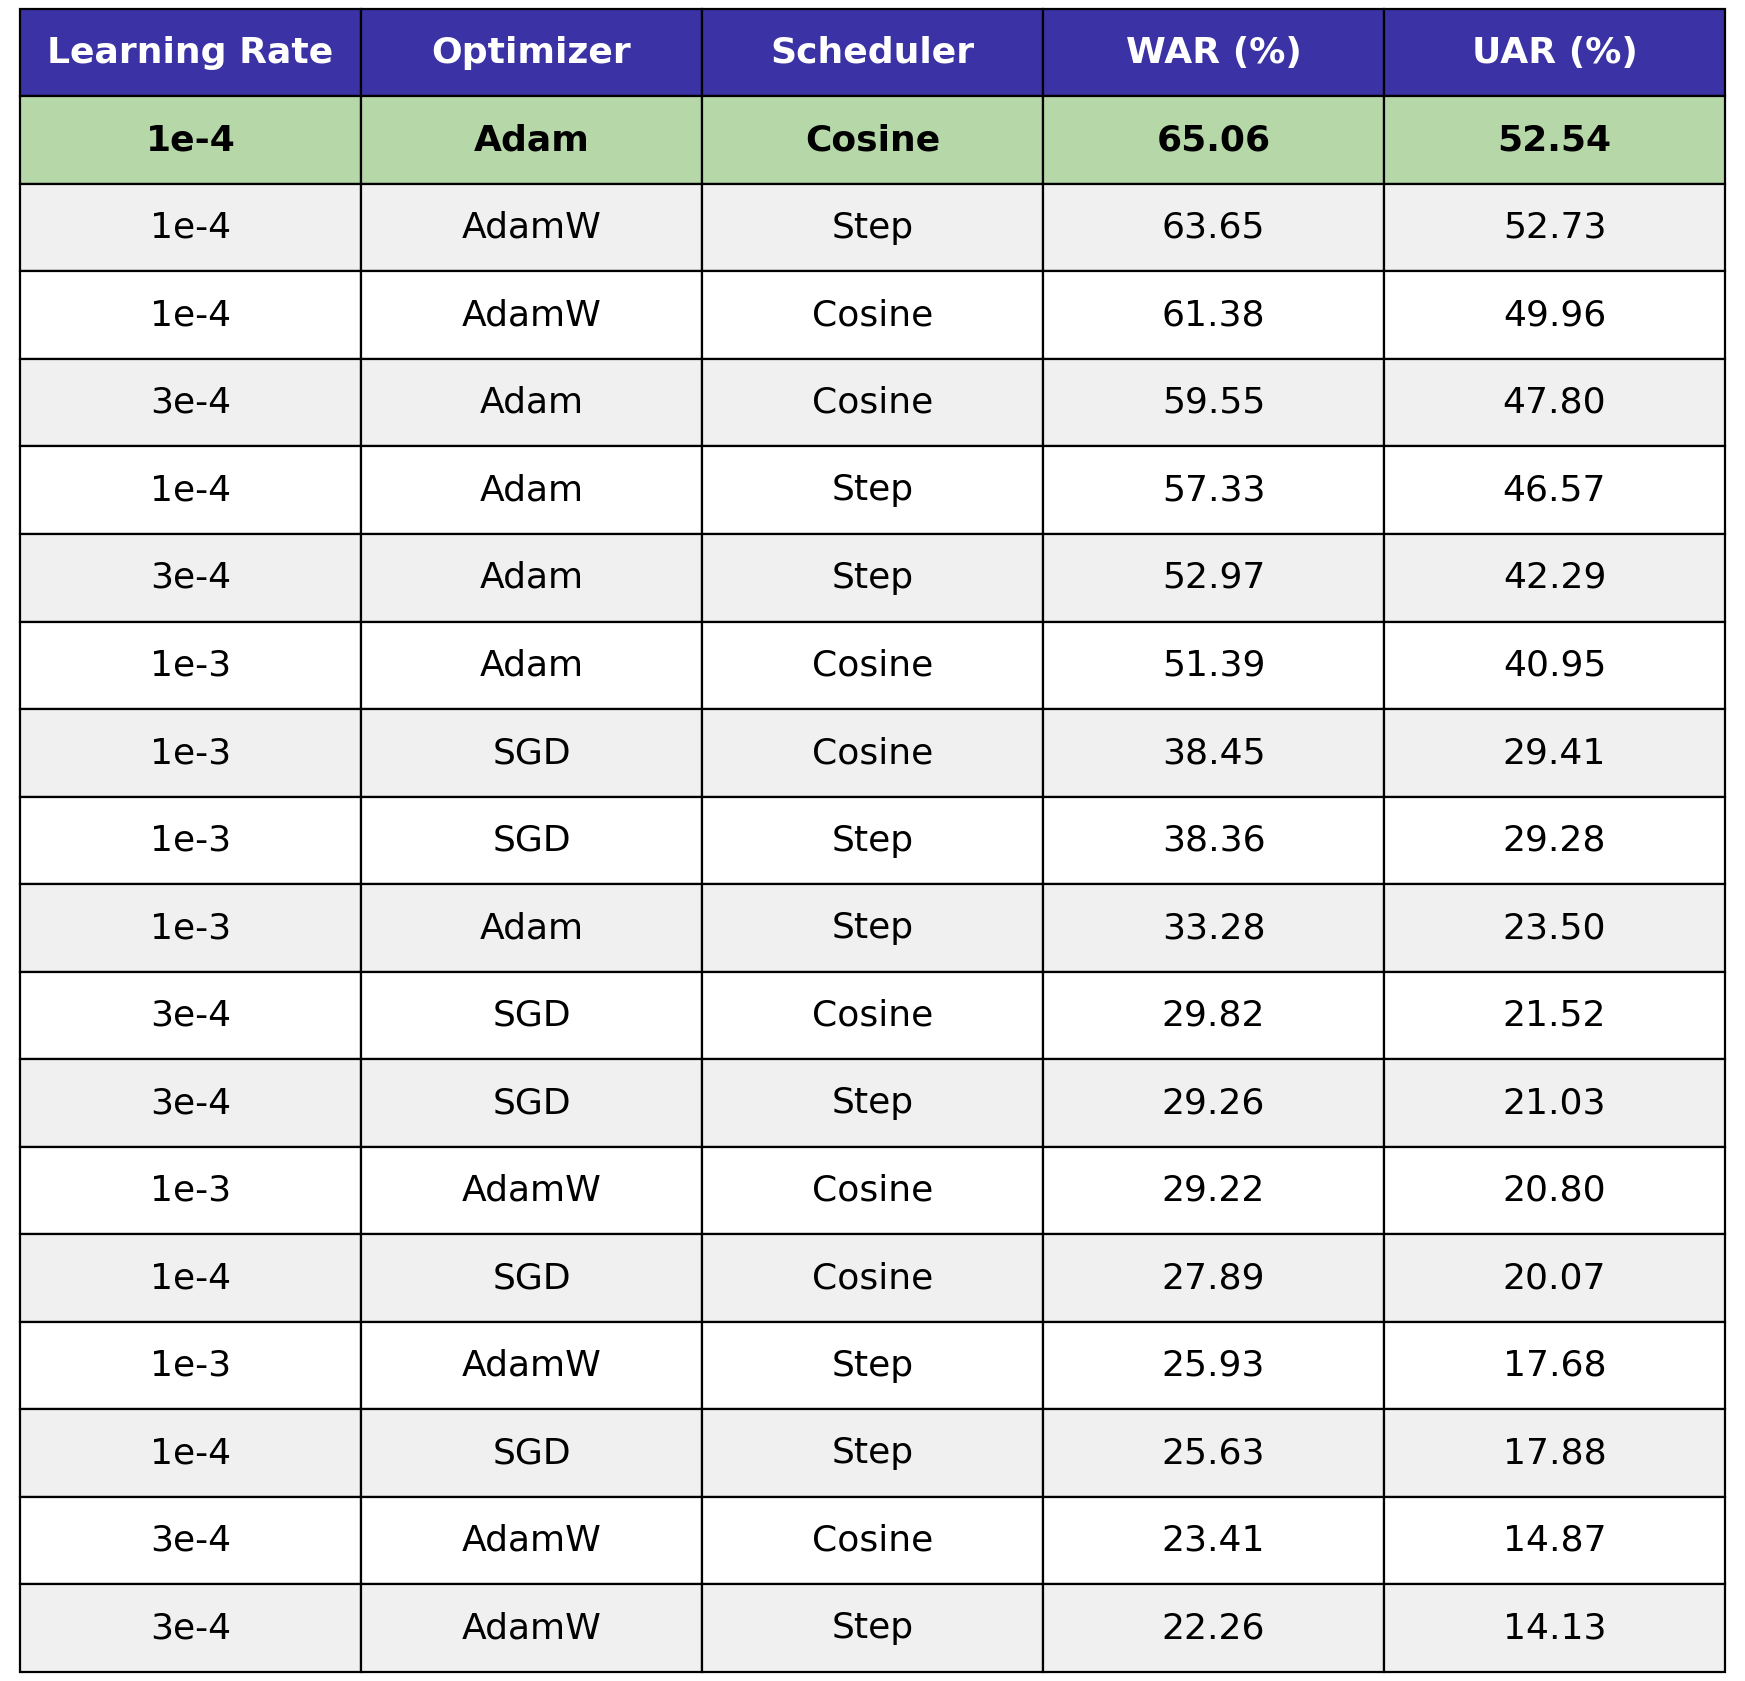 Learning Rate Optimizer Scheduler WAR (%) UAR (%)
1e-4 Adam Cosine 65.06 52.54
1e-4 AdamW Step 63.65 52.73
1e-4 AdamW Cosine 61.38 49.96
3e-4 Adam Cosine 59.55 47.80
1e-4 Adam Step 57.33 46.57
3e-4 Adam Step 52.97 42.29
1e-3 Adam Cosine 51.39 40.95
1e-3 SGD Cosine 38.45 29.41
1e-3 SGD Step 38.36 29.28
1e-3 Adam Step 33.28 23.50
3e-4 SGD Cosine 29.82 21.52
3e-4 SGD Step 29.26 21.03
1e-3 AdamW Cosine 29.22 20.80
1e-4 SGD Cosine 27.89 20.07
1e-3 AdamW Step 25.93 17.68
1e-4 SGD Step 25.63 17.88
3e-4 AdamW Cosine 23.41 14.87
3e-4 AdamW Step 22.26 14.13